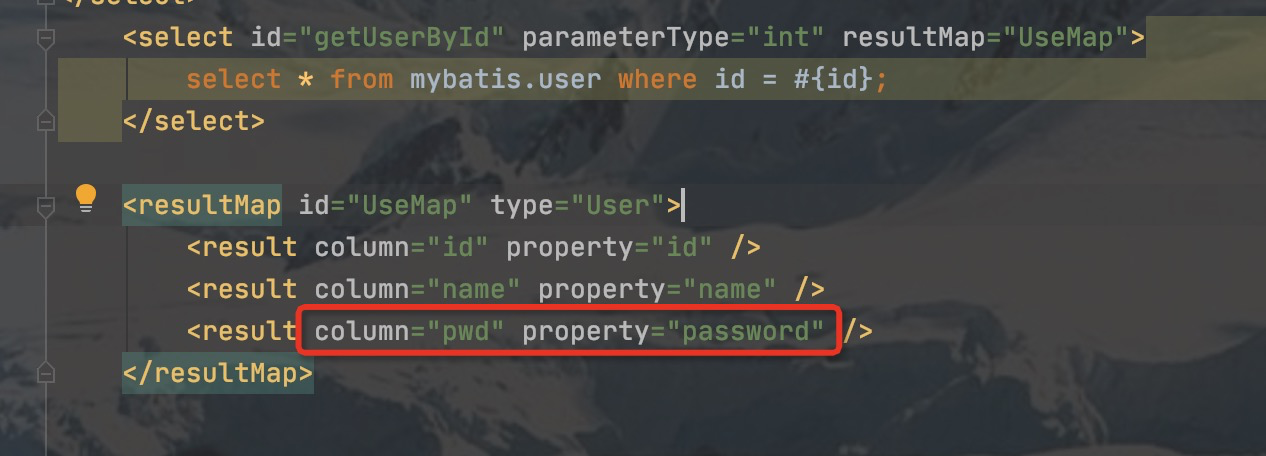 </select>
<select id="getUserById" parameterType="int" resultMap="UseMap">
select * from mybatis.user where id = #{id};
</select>
<resultMap id="UseMap" type="User">
<result column="id" property="id" />
<result column="name" property="name" />
<result column="pwd" property="password" />
</resultMap>